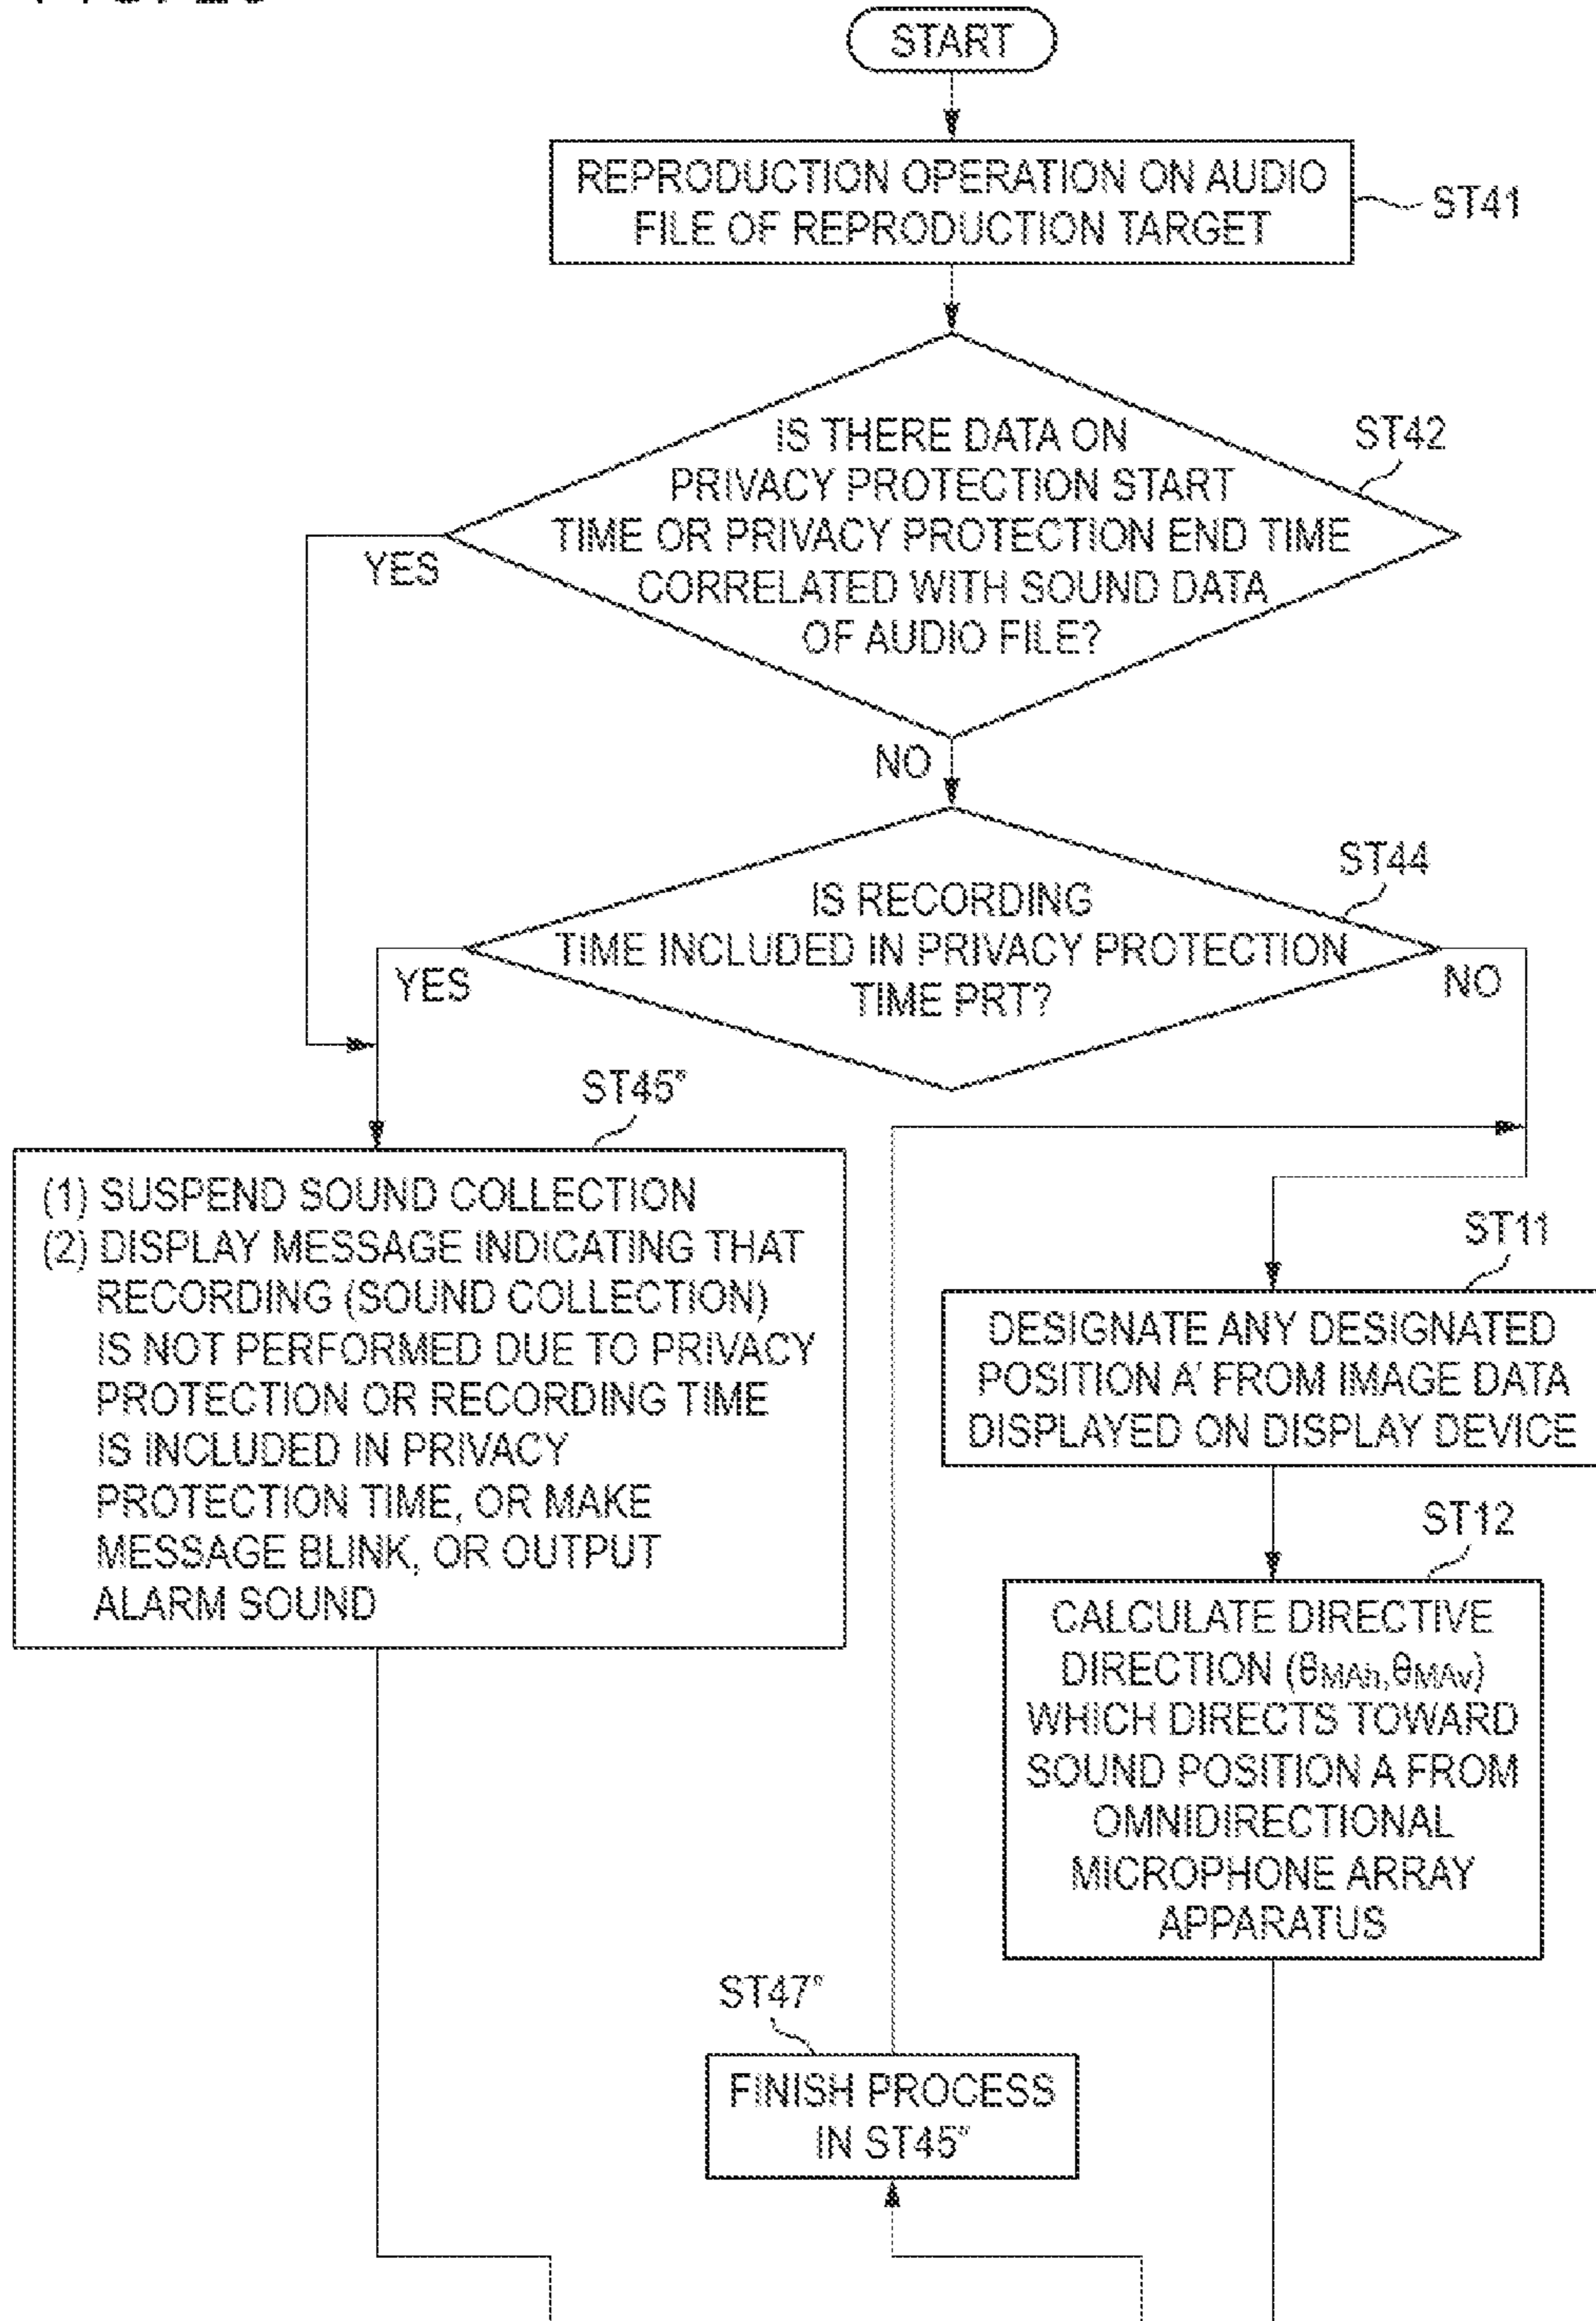 START
REPRODUCTION OPERATION ON AUDIO
FILE OF REPRODUCTION TARGET
ST41
IS THERE DATA ON
PRIVACY PROTECTION START
TIME OR PRIVACY PROTECTION END TIME
CORRELATED WITH SOUND DATA
OF AUDIO FILE?
ST42
YES
NO
IS RECORDING
TIME INCLUDED IN PRIVACY PROTECTION
TIME PRT?
ST44
YES
NO
ST45"
(1) SUSPEND SOUND COLLECTION
(2) DISPLAY MESSAGE INDICATING THAT
RECORDING (SOUND COLLECTION)
IS NOT PERFORMED DUE TO PRIVACY
PROTECTION OR RECORDING TIME
IS INCLUDED IN PRIVACY
PROTECTION TIME, OR MAKE
MESSAGE BLINK, OR OUTPUT
ALARM SOUND
ST11
DESIGNATE ANY DESIGNATED
POSITION A' FROM IMAGE DATA
DISPLAYED ON DISPLAY DEVICE
ST12
CALCULATE DIRECTIVE
DIRECTION (θMAh,θMAv)
WHICH DIRECTS TOWARD
SOUND POSITION A FROM
OMNIDIRECTIONAL
MICROPHONE ARRAY
APPARATUS
ST47"
FINISH PROCESS
IN ST45"